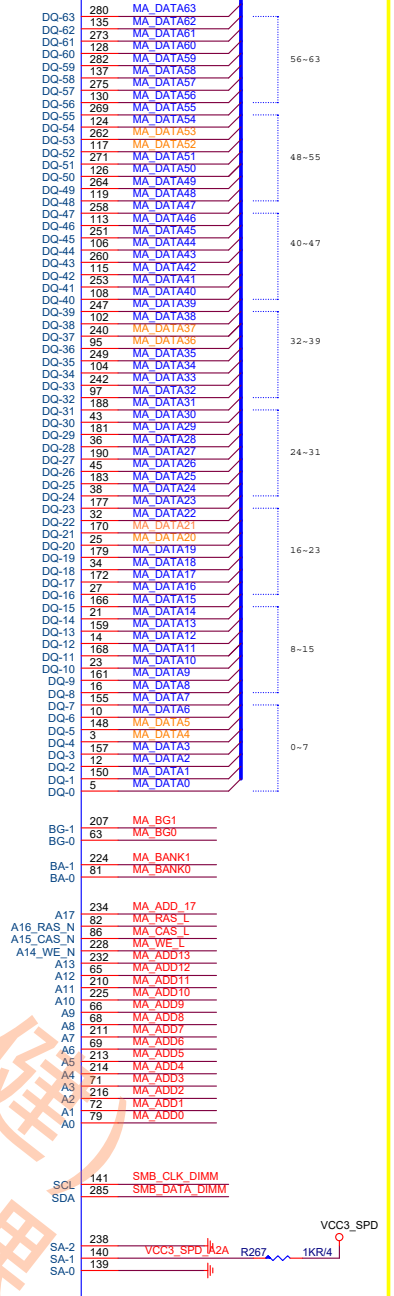 DQ-63 280 MA_DATA63
DQ-62 135 MA_DATA62
DQ-61 273 MA_DATA61
DQ-60 128 MA_DATA60
DQ-59 282 MA_DATA59 56~63
DQ-58 137 MA_DATA58
DQ-57 275 MA_DATA57
DQ-56 130 MA_DATA56
DQ-55 269 MA_DATA55
DQ-54 124 MA_DATA54
DQ-53 262 MA_DATA53
DQ-52 117 MA_DATA52
DQ-51 271 MA_DATA51 48~55
DQ-50 126 MA_DATA50
DQ-49 264 MA_DATA49
DQ-48 119 MA_DATA48
DQ-47 258 MA_DATA47
DQ-46 113 MA_DATA46
DQ-45 251 MA_DATA45
DQ-44 106 MA_DATA44 40~47
DQ-43 260 MA_DATA43
DQ-42 115 MA_DATA42
DQ-41 253 MA_DATA41
DQ-40 108 MA_DATA40
DQ-39 247 MA_DATA39
DQ-38 102 MA_DATA38
DQ-37 240 MA_DATA37
DQ-36 95 MA_DATA36 32~39
DQ-35 249 MA_DATA35
DQ-34 104 MA_DATA34
DQ-33 242 MA_DATA33
DQ-32 97 MA_DATA32
DQ-31 188 MA_DATA31
DQ-30 43 MA_DATA30
DQ-29 181 MA_DATA29
DQ-28 36 MA_DATA28
DQ-27 190 MA_DATA27 24~31
DQ-26 45 MA_DATA26
DQ-25 183 MA_DATA25
DQ-24 38 MA_DATA24
DQ-23 177 MA_DATA23
DQ-22 32 MA_DATA22
DQ-21 170 MA_DATA21
DQ-20 25 MA_DATA20
DQ-19 179 MA_DATA19 16~23
DQ-18 34 MA_DATA18
DQ-17 172 MA_DATA17
DQ-16 27 MA_DATA16
DQ-15 166 MA_DATA15
DQ-14 21 MA_DATA14
DQ-13 159 MA_DATA13
DQ-12 14 MA_DATA12
DQ-11 168 MA_DATA11 8~15
DQ-10 23 MA_DATA10
DQ-9 161 MA_DATA9
DQ-8 16 MA_DATA8
DQ-7 155 MA_DATA7
DQ-6 10 MA_DATA6
DQ-5 148 MA_DATA5
DQ-4 3 MA_DATA4
DQ-3 157 MA_DATA3 0~7
DQ-2 12 MA_DATA2
DQ-1 150 MA_DATA1
DQ-0 5 MA_DATA0
BG-1 207 MA_BG1
BG-0 63 MA_BG0
BA-1 224 MA_BANK1
BA-0 81 MA_BANK0
A17 234 MA_ADD_17
A16_RAS_N 82 MA_RAS_L
A15_CAS_N 86 MA_CAS_L
A14_WE_N 228 MA_WE_L
A13 232 MA_ADD13
A12 65 MA_ADD12
A11 210 MA_ADD11
A10 225 MA_ADD10
A9 66 MA_ADD9
A8 68 MA_ADD8
A7 211 MA_ADD7
A6 69 MA_ADD6
A5 213 MA_ADD5
A4 214 MA_ADD4
A3 71 MA_ADD3
A2 216 MA_ADD2
A1 72 MA_ADD1
A0 79 MA_ADD0
SCL 141 SMB_CLK_DIMM
SDA 285 SMB_DATA_DIMM
VCC3_SPD
SA-2 238
SA-1 140 VCC3_SPD_A2A R267 1KR/4
SA-0 139